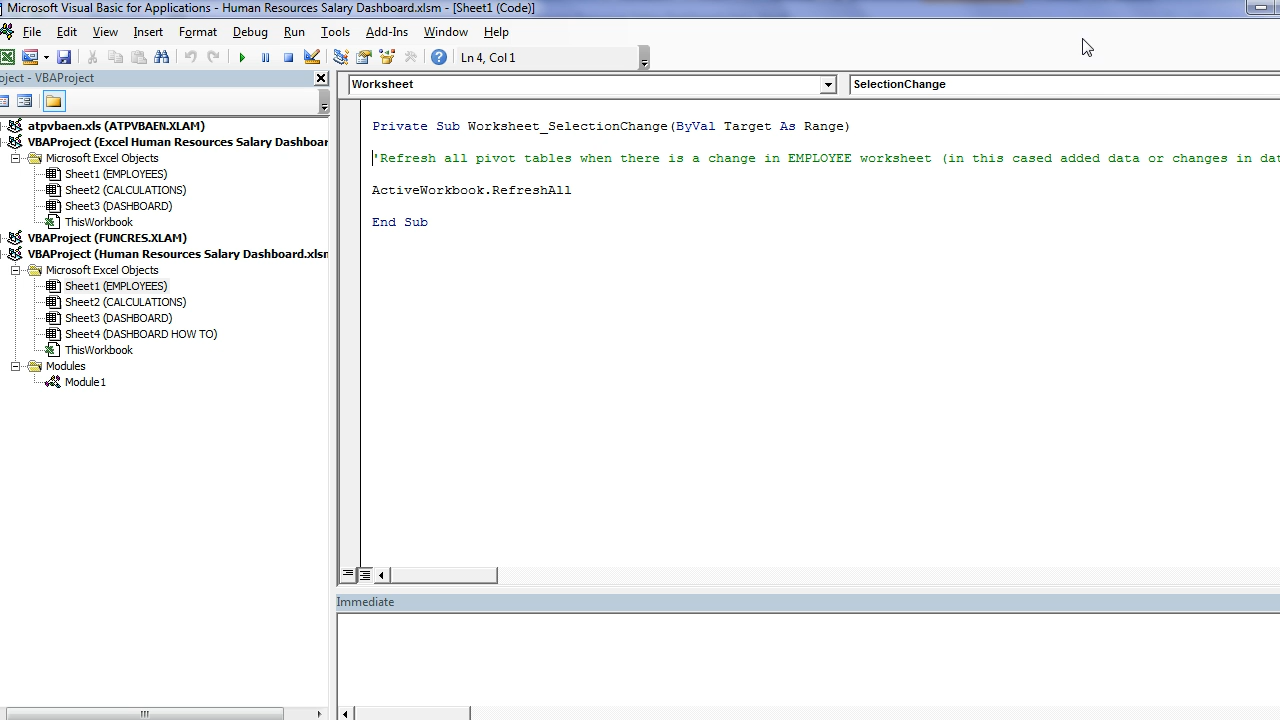 Microsoft Visual Basic for Applications - Human Resources Salary Dashboard.xlsm - [Sheet1 (Code)]
File Edit View Insert Format Debug Run Tools Add-Ins Window Help
Ln 4, Col 1
oject - VBAProject
Worksheet
SelectionChange
atpvbaen.xls (ATPVBAEN.XLAM)
VBAProject (Excel Human Resources Salary Dashboar
Microsoft Excel Objects
Sheet1 (EMPLOYEES)
Sheet2 (CALCULATIONS)
Sheet3 (DASHBOARD)
ThisWorkbook
VBAProject (FUNCRES.XLAM)
VBAProject (Human Resources Salary Dashboard.xlsm
Microsoft Excel Objects
Sheet1 (EMPLOYEES)
Sheet2 (CALCULATIONS)
Sheet3 (DASHBOARD)
Sheet4 (DASHBOARD HOW TO)
ThisWorkbook
Modules
Module1
Private Sub Worksheet_SelectionChange(ByVal Target As Range)
'Refresh all pivot tables when there is a change in EMPLOYEE worksheet (in this cased added data or changes in dat
ActiveWorkbook.RefreshAll
End Sub
Immediate